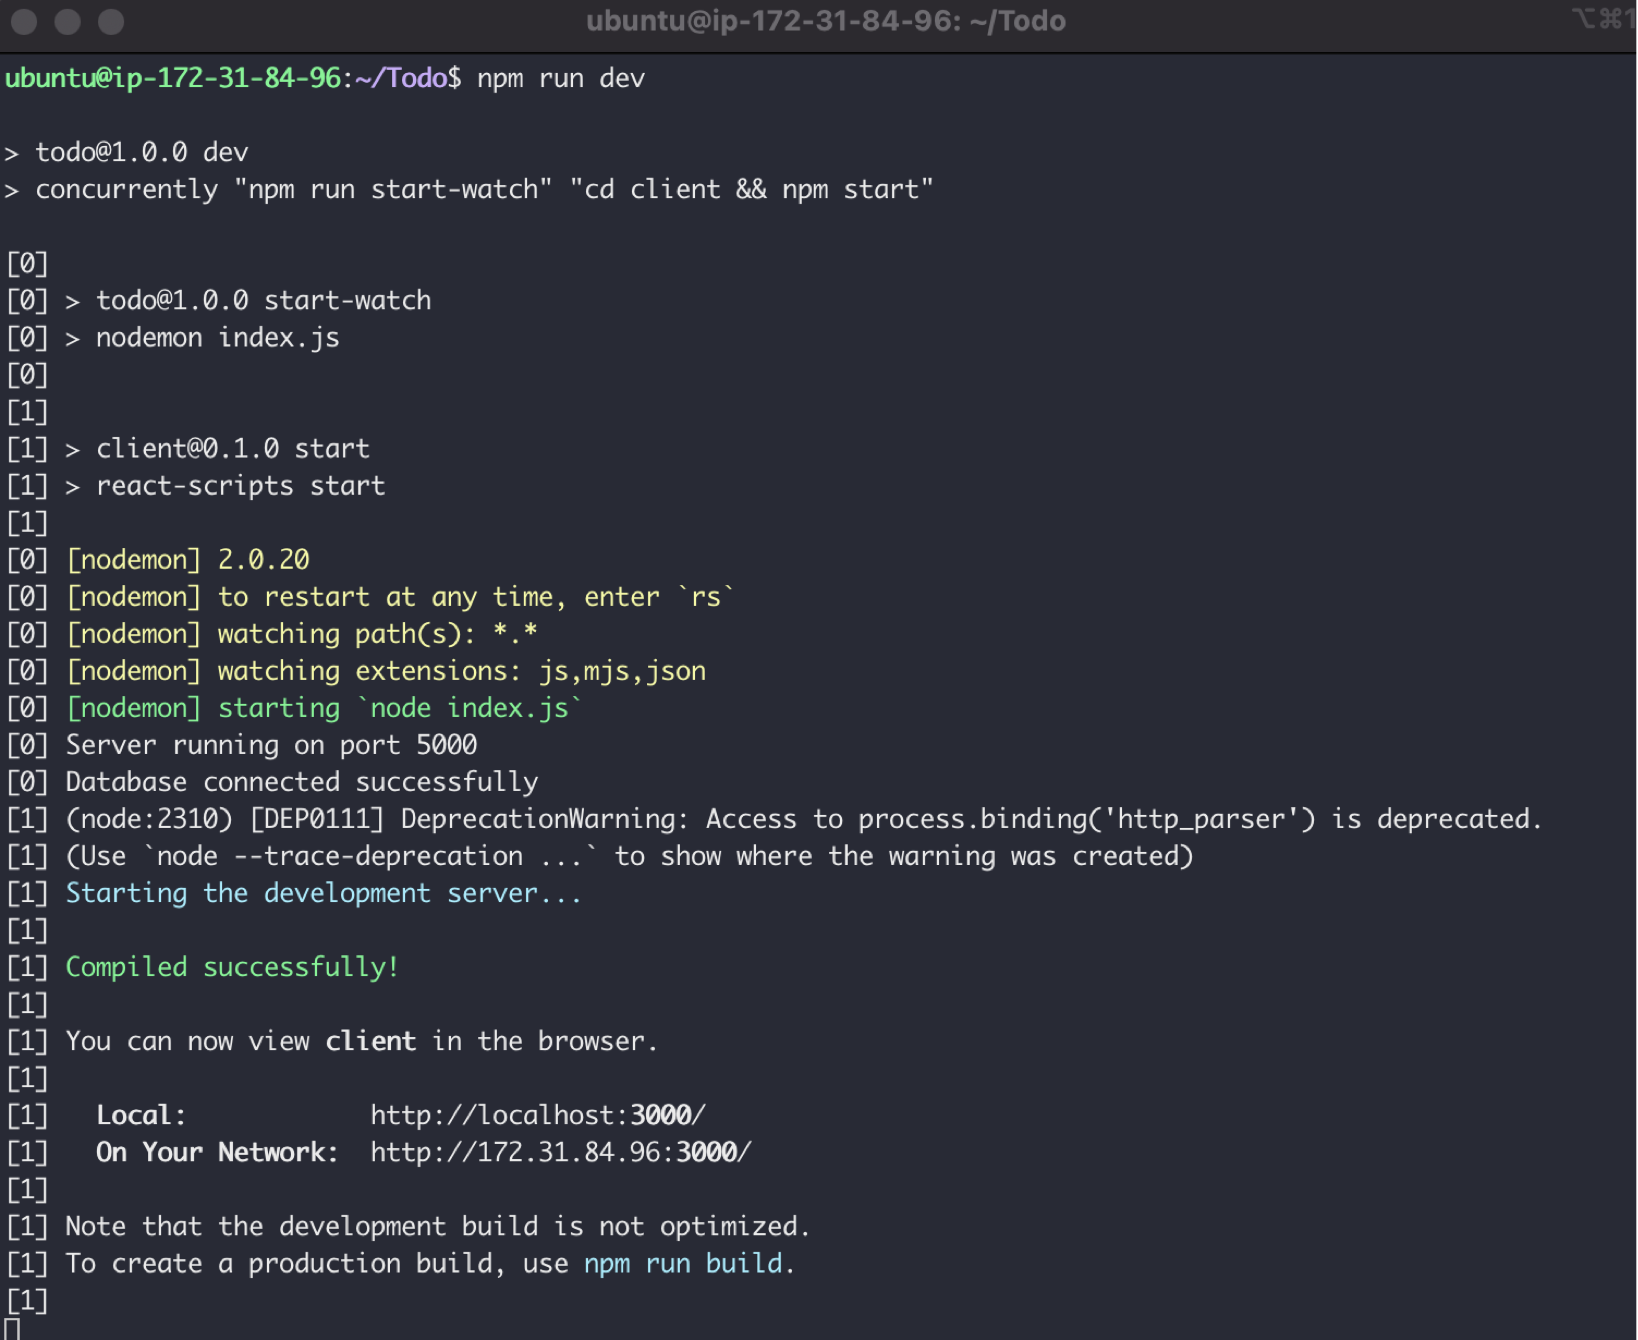 ubuntu@ip-172-31-84-96: ~/Todo ⌥⌘1
ubuntu@ip-172-31-84-96:~/Todo$ npm run dev
> todo@1.0.0 dev
> concurrently "npm run start-watch" "cd client && npm start"
[0]
[0] > todo@1.0.0 start-watch
[0] > nodemon index.js
[0]
[1]
[1] > client@0.1.0 start
[1] > react-scripts start
[1]
[0] [nodemon] 2.0.20
[0] [nodemon] to restart at any time, enter `rs`
[0] [nodemon] watching path(s): *.*
[0] [nodemon] watching extensions: js,mjs,json
[0] [nodemon] starting `node index.js`
[0] Server running on port 5000
[0] Database connected successfully
[1] (node:2310) [DEP0111] DeprecationWarning: Access to process.binding('http_parser') is deprecated.
[1] (Use `node --trace-deprecation ...` to show where the warning was created)
[1] Starting the development server...
[1]
[1] Compiled successfully!
[1]
[1] You can now view client in the browser.
[1]
[1]   Local:            http://localhost:3000/
[1]   On Your Network:  http://172.31.84.96:3000/
[1]
[1] Note that the development build is not optimized.
[1] To create a production build, use npm run build.
[1]